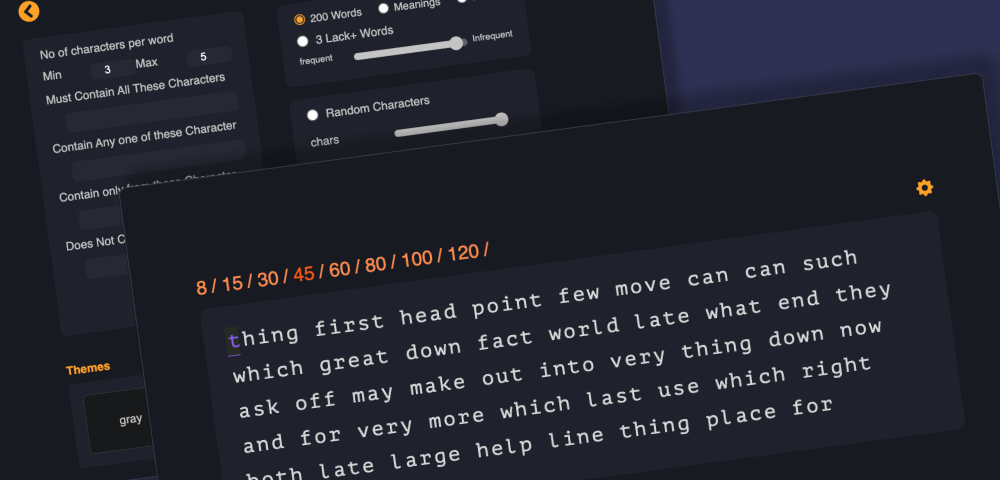 No of characters per word
Min 3 Max 5
Must Contain All These Characters
Contain Any one of these Character
Contain only from these Character
Does Not C
200 Words
Meanings
3 Lack+ Words
frequent
Infrequent
Random Characters
chars
Themes
gray
8 / 15 / 30 / 45 / 60 / 80 / 100 / 120 /
thing first head point few move can can such
which great down fact world late what end they
ask off may make out into very thing down now
and for very more which last use which right
both late large help line thing place for